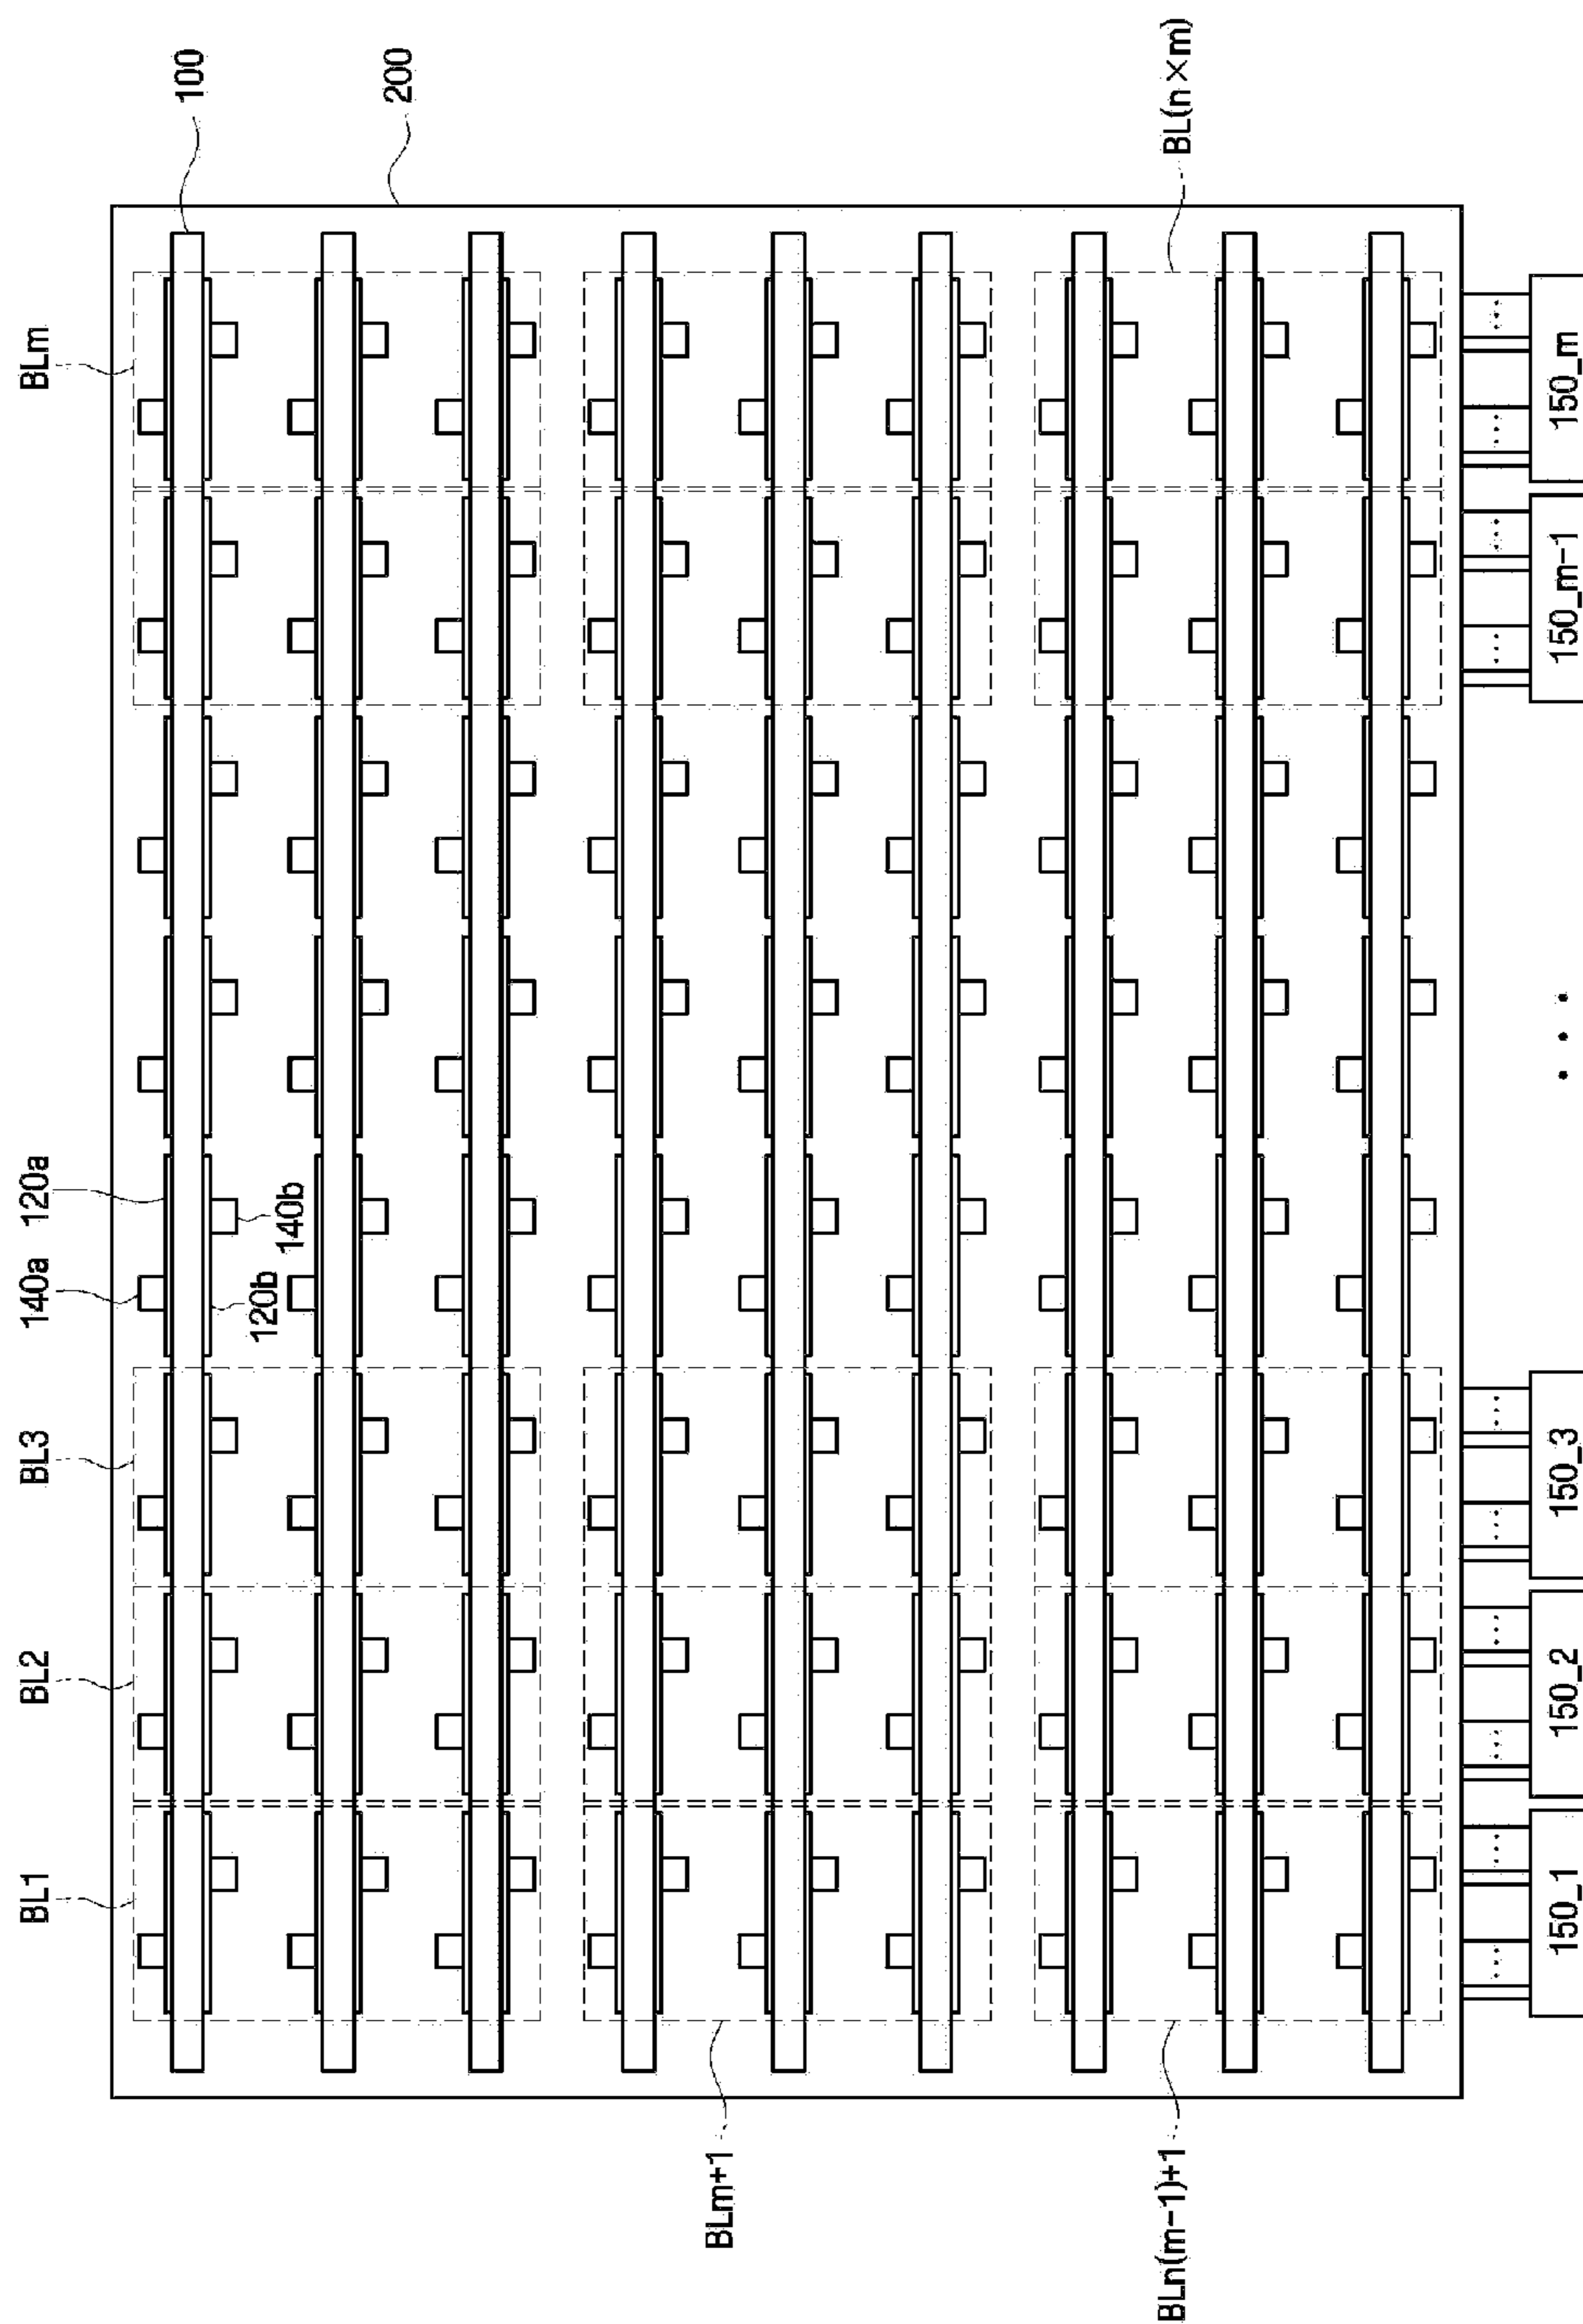 100
200
BL1
BL2
BL3
140a
120a
BLm
120b
140b
BLm+1
BLn(m-1)+1
BL(n×m)
150_1
150_2
150_3
• • •
150_m-1
150_m